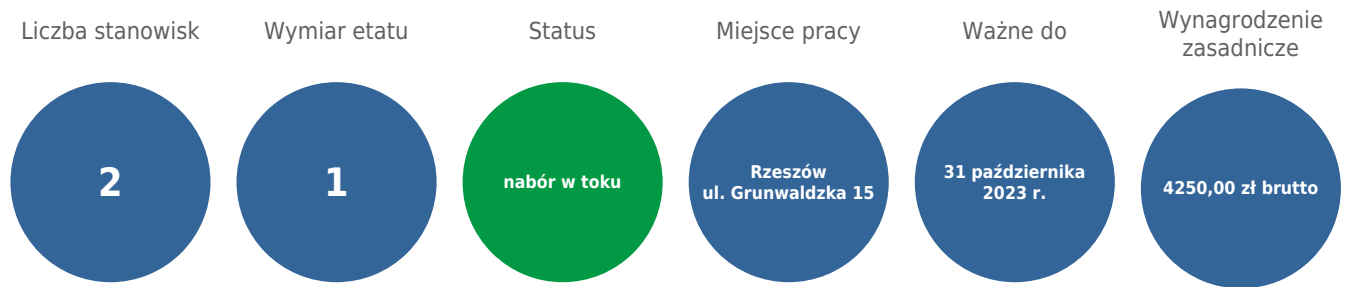 Liczba stanowisk
2
Wymiar etatu
1
Status
nabór w toku
Miejsce pracy
Rzeszów
ul. Grunwaldzka 15
Ważne do
31 października
2023 r.
Wynagrodzenie
zasadnicze
4250,00 zł brutto